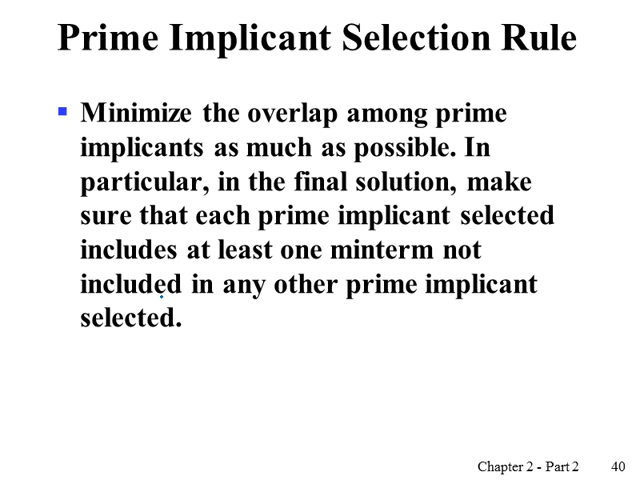 Prime Implicant Selection Rule
▪ Minimize the overlap among prime
implicants as much as possible. In
particular, in the final solution, make
sure that each prime implicant selected
includes at least one minterm not
included in any other prime implicant
selected.
Chapter 2 - Part 2 40